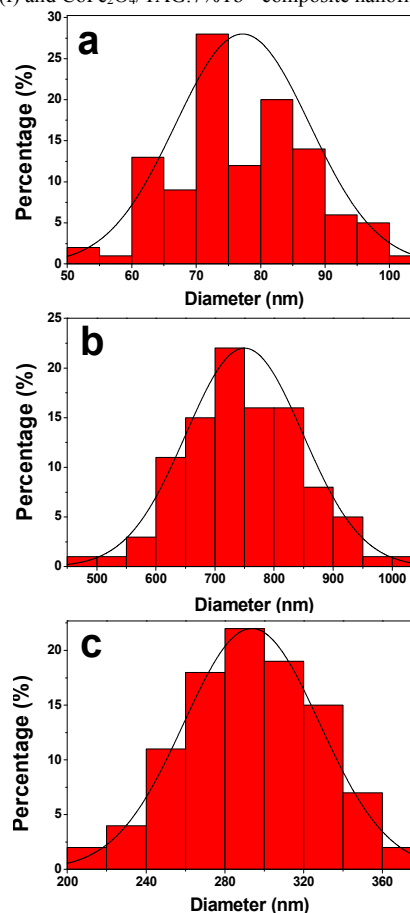 (f) and composite
a
30
25
20
15
10
5
0
Percentage (%)
50 60 70 80 90 100
Diameter (nm)
b
25
20
15
10
5
0
Percentage (%)
500 600 700 800 900 1000
Diameter (nm)
c
20
15
10
5
0
Percentage (%)
200 240 280 320 360
Diameter (nm)